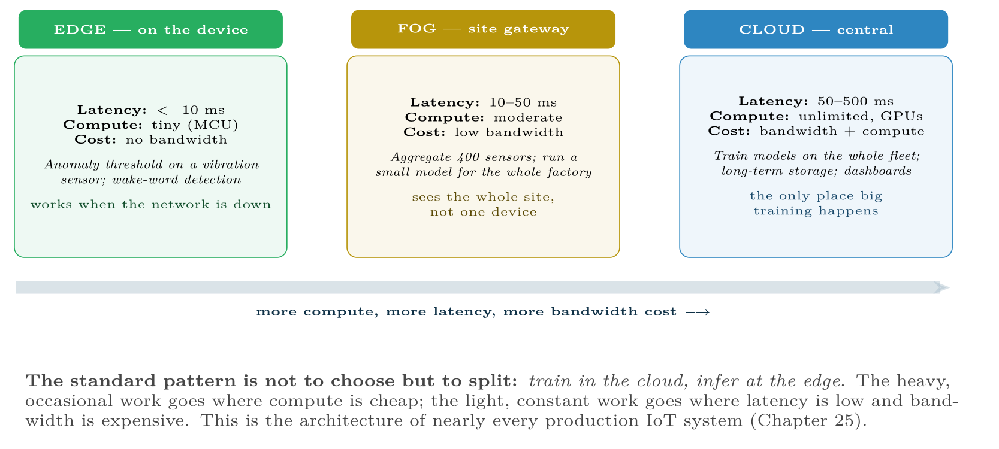 EDGE — on the device
Latency: < 10 ms
Compute: tiny (MCU)
Cost: no bandwidth
Anomaly threshold on a vibration
sensor; wake-word detection
works when the network is down
FOG — site gateway
Latency: 10–50 ms
Compute: moderate
Cost: low bandwidth
Aggregate 400 sensors; run a
small model for the whole factory
sees the whole site,
not one device
CLOUD — central
Latency: 50–500 ms
Compute: unlimited, GPUs
Cost: bandwidth + compute
Train models on the whole fleet;
long-term storage; dashboards
the only place big
training happens
more compute, more latency, more bandwidth cost ⟶
The standard pattern is not to choose but to split: train in the cloud, infer at the edge. The heavy,
occasional work goes where compute is cheap; the light, constant work goes where latency is low and band-
width is expensive. This is the architecture of nearly every production IoT system (Chapter 25).